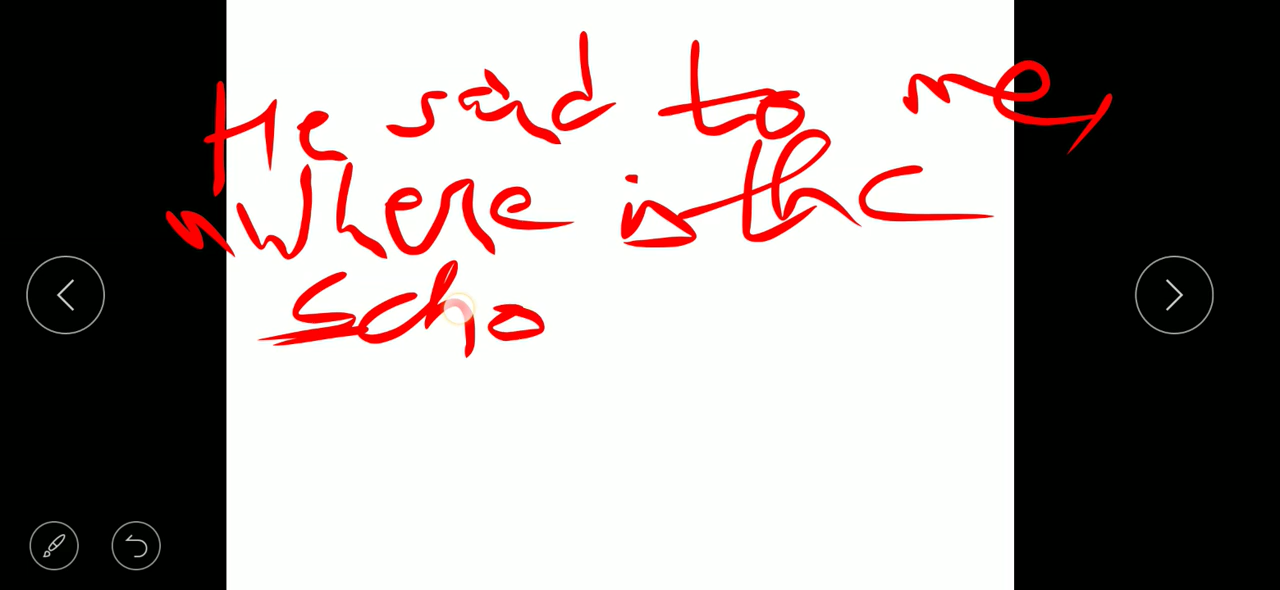 He said to me,
"Where is the
scho